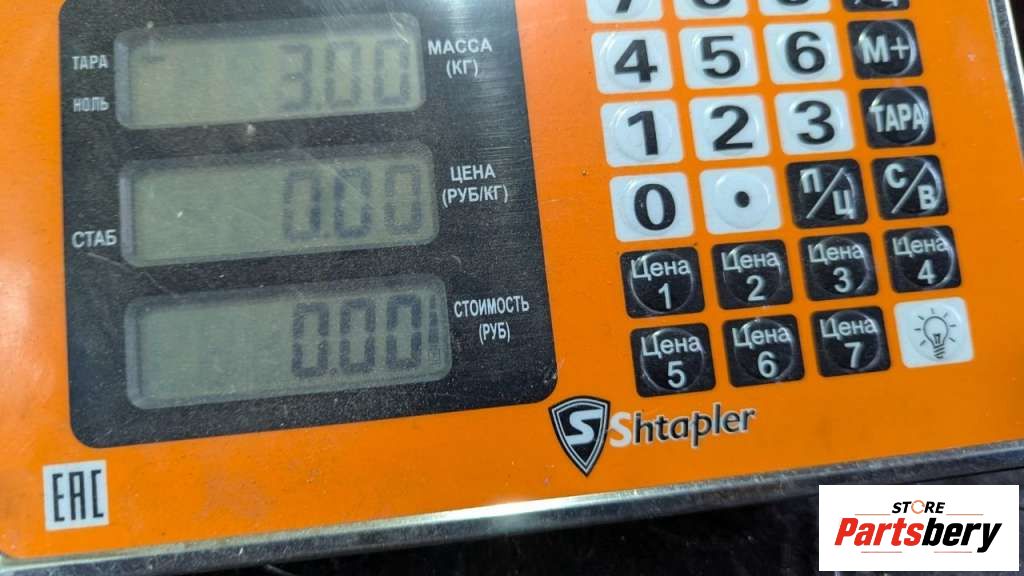 ТАРА
НОЛЬ
3.00
МАССА
(КГ)
СТАБ
0.00
ЦЕНА
(РУБ/КГ)
0.00
СТОИМОСТЬ
(РУБ)
4 5 6 M+
1 2 3 ТАРА
0 . П/Ц С/В
Цена 1 Цена 2 Цена 3 Цена 4
Цена 5 Цена 6 Цена 7
S Shtapler
EAC
STORE
Partsbery